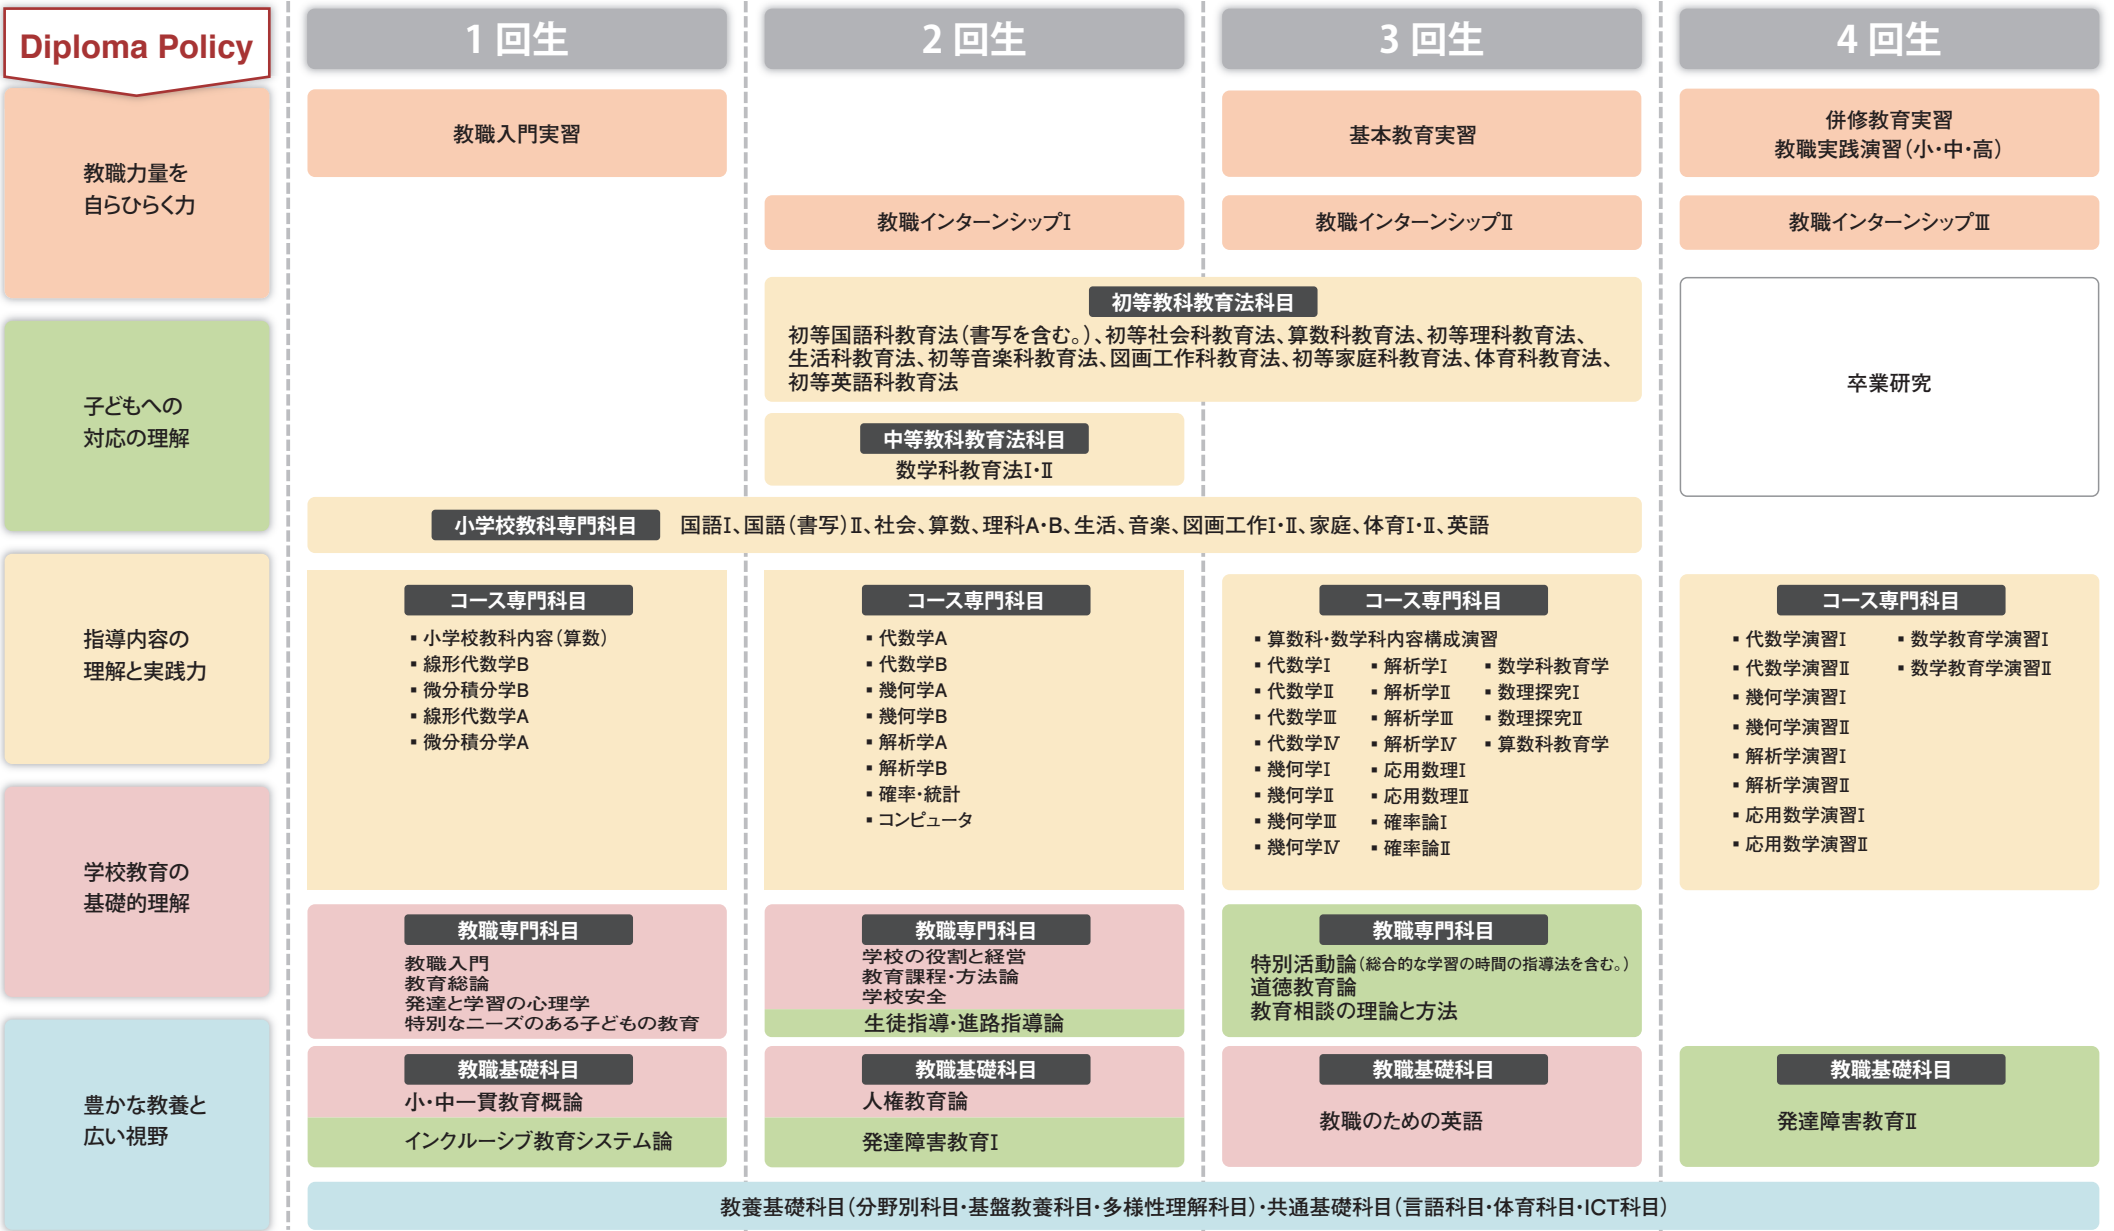 Diploma Policy
1 回生
2 回生
3 回生
4 回生
教職力量を
自らひらく力
子どもへの
対応の理解
指導内容の
理解と実践力
学校教育の
基礎的理解
豊かな教養と
広い視野
教職入門実習
基本教育実習
併修教育実習
教職実践演習(小・中・高)
教職インターンシップⅠ
教職インターンシップⅡ
教職インターンシップⅢ
初等教科教育法科目
初等国語科教育法(書写を含む。)、初等社会科教育法、算数科教育法、初等理科教育法、
生活科教育法、初等音楽科教育法、図画工作科教育法、初等家庭科教育法、体育科教育法、
初等英語科教育法
卒業研究
中等教科教育法科目
数学科教育法Ⅰ・Ⅱ
小学校教科専門科目 国語Ⅰ、国語(書写)Ⅱ、社会、算数、理科A・B、生活、音楽、図画工作Ⅰ・Ⅱ、家庭、体育Ⅰ・Ⅱ、英語
コース専門科目
▪ 小学校教科内容(算数)
▪ 線形代数学B
▪ 微分積分学B
▪ 線形代数学A
▪ 微分積分学A
コース専門科目
▪ 代数学A
▪ 代数学B
▪ 幾何学A
▪ 幾何学B
▪ 解析学A
▪ 解析学B
▪ 確率・統計
▪ コンピュータ
コース専門科目
▪ 算数科・数学科内容構成演習
▪ 代数学Ⅰ ▪ 解析学Ⅰ ▪ 数学科教育学
▪ 代数学Ⅱ ▪ 解析学Ⅱ ▪ 数理探究Ⅰ
▪ 代数学Ⅲ ▪ 解析学Ⅲ ▪ 数理探究Ⅱ
▪ 代数学Ⅳ ▪ 解析学Ⅳ ▪ 算数科教育学
▪ 幾何学Ⅰ ▪ 応用数理Ⅰ
▪ 幾何学Ⅱ ▪ 応用数理Ⅱ
▪ 幾何学Ⅲ ▪ 確率論Ⅰ
▪ 幾何学Ⅳ ▪ 確率論Ⅱ
コース専門科目
▪ 代数学演習Ⅰ ▪ 数学教育学演習Ⅰ
▪ 代数学演習Ⅱ ▪ 数学教育学演習Ⅱ
▪ 幾何学演習Ⅰ
▪ 幾何学演習Ⅱ
▪ 解析学演習Ⅰ
▪ 解析学演習Ⅱ
▪ 応用数学演習Ⅰ
▪ 応用数学演習Ⅱ
教職専門科目
教職入門
教育総論
発達と学習の心理学
特別なニーズのある子どもの教育
教職専門科目
学校の役割と経営
教育課程・方法論
学校安全
生徒指導・進路指導論
教職専門科目
特別活動論(総合的な学習の時間の指導法を含む。)
道徳教育論
教育相談の理論と方法
教職基礎科目
小・中一貫教育概論
インクルーシブ教育システム論
教職基礎科目
人権教育論
発達障害教育Ⅰ
教職基礎科目
教職のための英語
教職基礎科目
発達障害教育Ⅱ
教養基礎科目(分野別科目・基盤教養科目・多様性理解科目)・共通基礎科目(言語科目・体育科目・ICT科目)